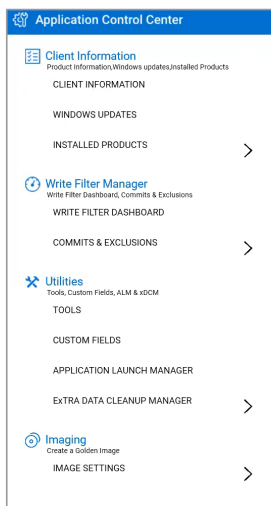 Application Control Center
Client Information
Product Information,Windows updates,Installed Products
CLIENT INFORMATION
WINDOWS UPDATES
INSTALLED PRODUCTS
Write Filter Manager
Write Filter Dashboard, Commits & Exclusions
WRITE FILTER DASHBOARD
COMMITS & EXCLUSIONS
Utilities
Tools, Custom Fields, ALM & xDCM
TOOLS
CUSTOM FIELDS
APPLICATION LAUNCH MANAGER
ExTRA DATA CLEANUP MANAGER
Imaging
Create a Golden Image
IMAGE SETTINGS